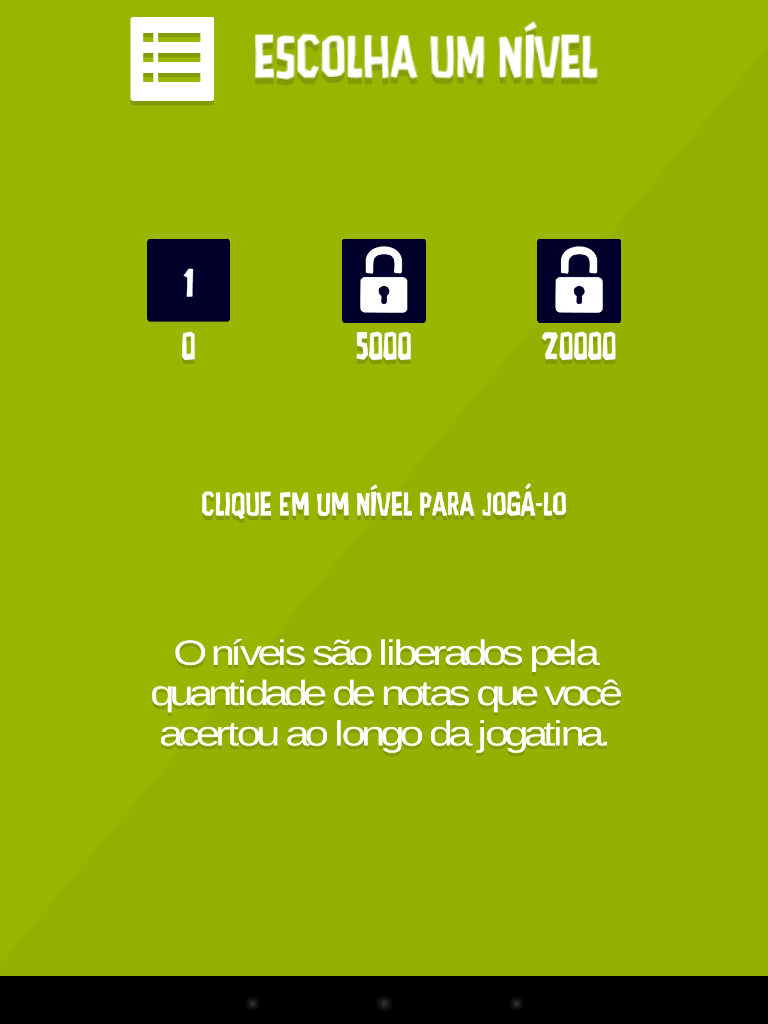 ESCOLHA UM NÍVEL
1
0 5000 20000
CLIQUE EM UM NÍVEL PARA JOGÁ-LO
O níveis são liberados pela
quantidade de notas que você
acertou ao longo da jogatina.